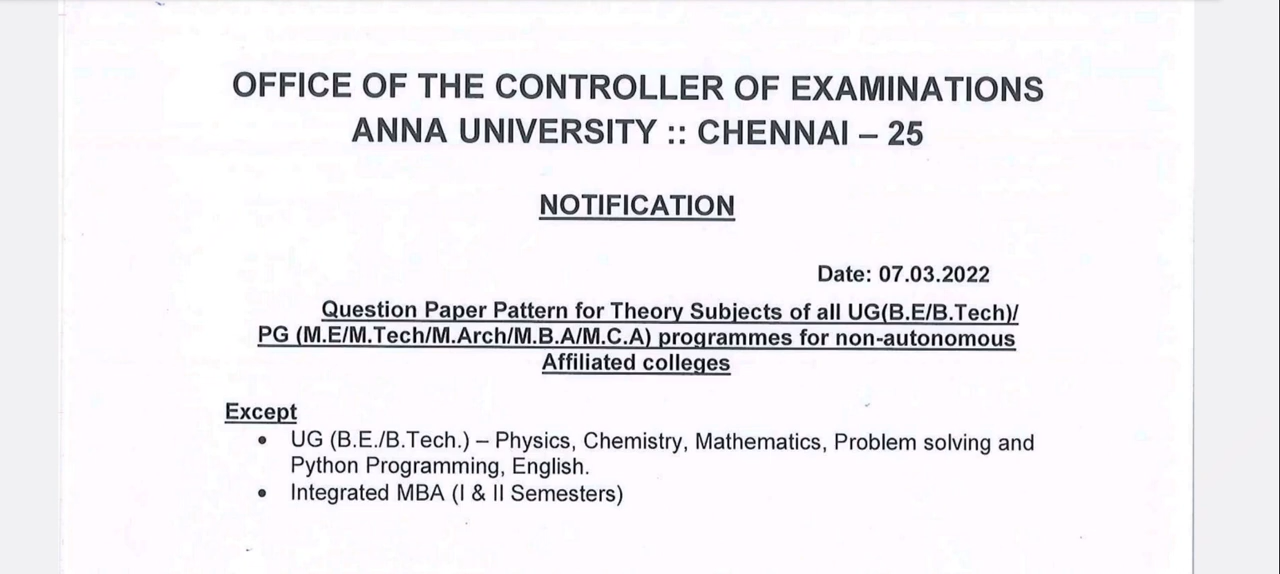 OFFICE OF THE CONTROLLER OF EXAMINATIONS
ANNA UNIVERSITY :: CHENNAI – 25
NOTIFICATION
Date: 07.03.2022
Question Paper Pattern for Theory Subjects of all UG(B.E/B.Tech)/
PG (M.E/M.Tech/M.Arch/M.B.A/M.C.A) programmes for non-autonomous
Affiliated colleges
Except
• UG (B.E./B.Tech.) – Physics, Chemistry, Mathematics, Problem solving and
Python Programming, English.
• Integrated MBA (I & II Semesters)